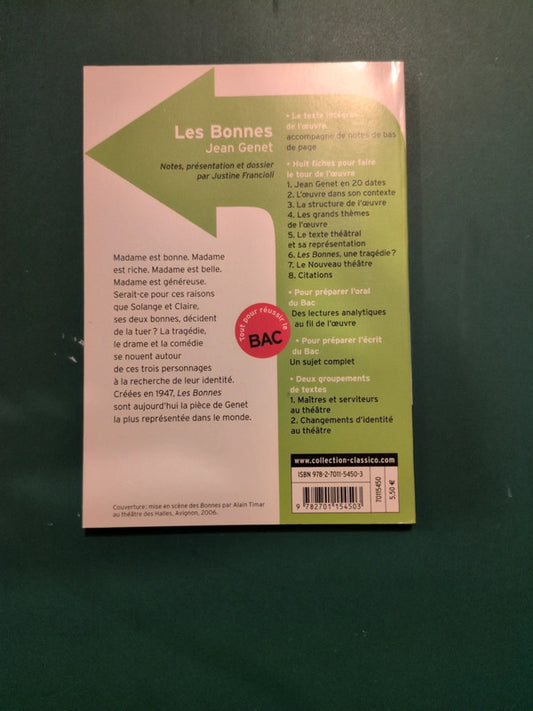 Les Bonnes
Jean Genet
Notes, présentation et dossier
par Justine Francioli
Madame est bonne. Madame
est riche. Madame est belle.
Madame est généreuse.
Serait-ce pour ces raisons
que Solange et Claire,
ses deux bonnes, décident
de la tuer ? La tragédie,
le drame et la comédie
se nouent autour
de ces trois personnages
à la recherche de leur identité.
Créées en 1947, Les Bonnes
sont aujourd'hui la pièce de Genet
la plus représentée dans le monde.
Couverture : mise en scène des Bonnes par Alain Timar
au théâtre des Halles, Avignon, 2006.
Tout pour réussir le
BAC
• Le texte intégral
de l'œuvre
accompagné de notes de bas
de page
• Huit fiches pour faire
le tour de l'œuvre
1. Jean Genet en 20 dates
2. L'œuvre dans son contexte
3. La structure de l'œuvre
4. Les grands thèmes
de l'œuvre
5. Le texte théâtral
et sa représentation
6. Les Bonnes, une tragédie ?
7. Le Nouveau théâtre
8. Citations
• Pour préparer l'oral
du Bac
Des lectures analytiques
au fil de l'œuvre
• Pour préparer l'écrit
du Bac
Un sujet complet
• Deux groupements
de textes
1. Maîtres et serviteurs
au théâtre
2. Changements d'identité
au théâtre
www.collection-classico.com
ISBN 978-2-7011-5450-3
9 782701 154503
70115450
5,50 €